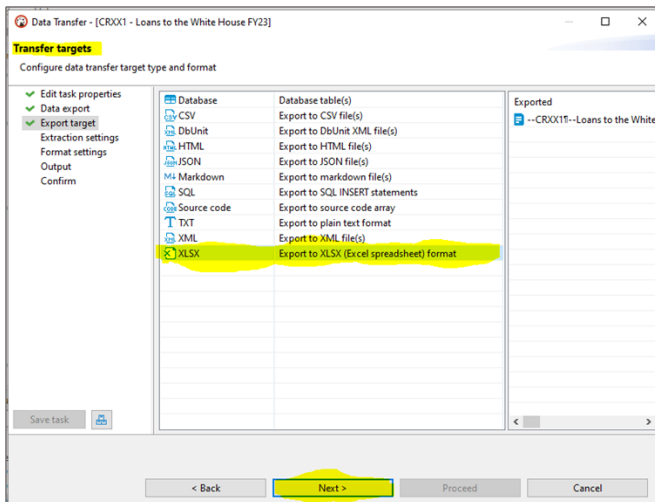 Data Transfer - [CRXX1 - Loans to the White House FY23]
Transfer targets
Configure data transfer target type and format
Edit task properties
Data export
Export target
Extraction settings
Format settings
Output
Confirm
Database Database table(s)
CSV Export to CSV file(s)
DbUnit Export to DbUnit XML file(s)
HTML Export to HTML file(s)
JSON Export to JSON file(s)
Markdown Export to markdown file(s)
SQL Export to SQL INSERT statements
Source code Export to source code array
TXT Export to plain text format
XML Export to XML file(s)
XLSX Export to XLSX (Excel spreadsheet) format
Exported
--CRXX1¶--Loans to the White
Save task
< Back Next > Proceed Cancel